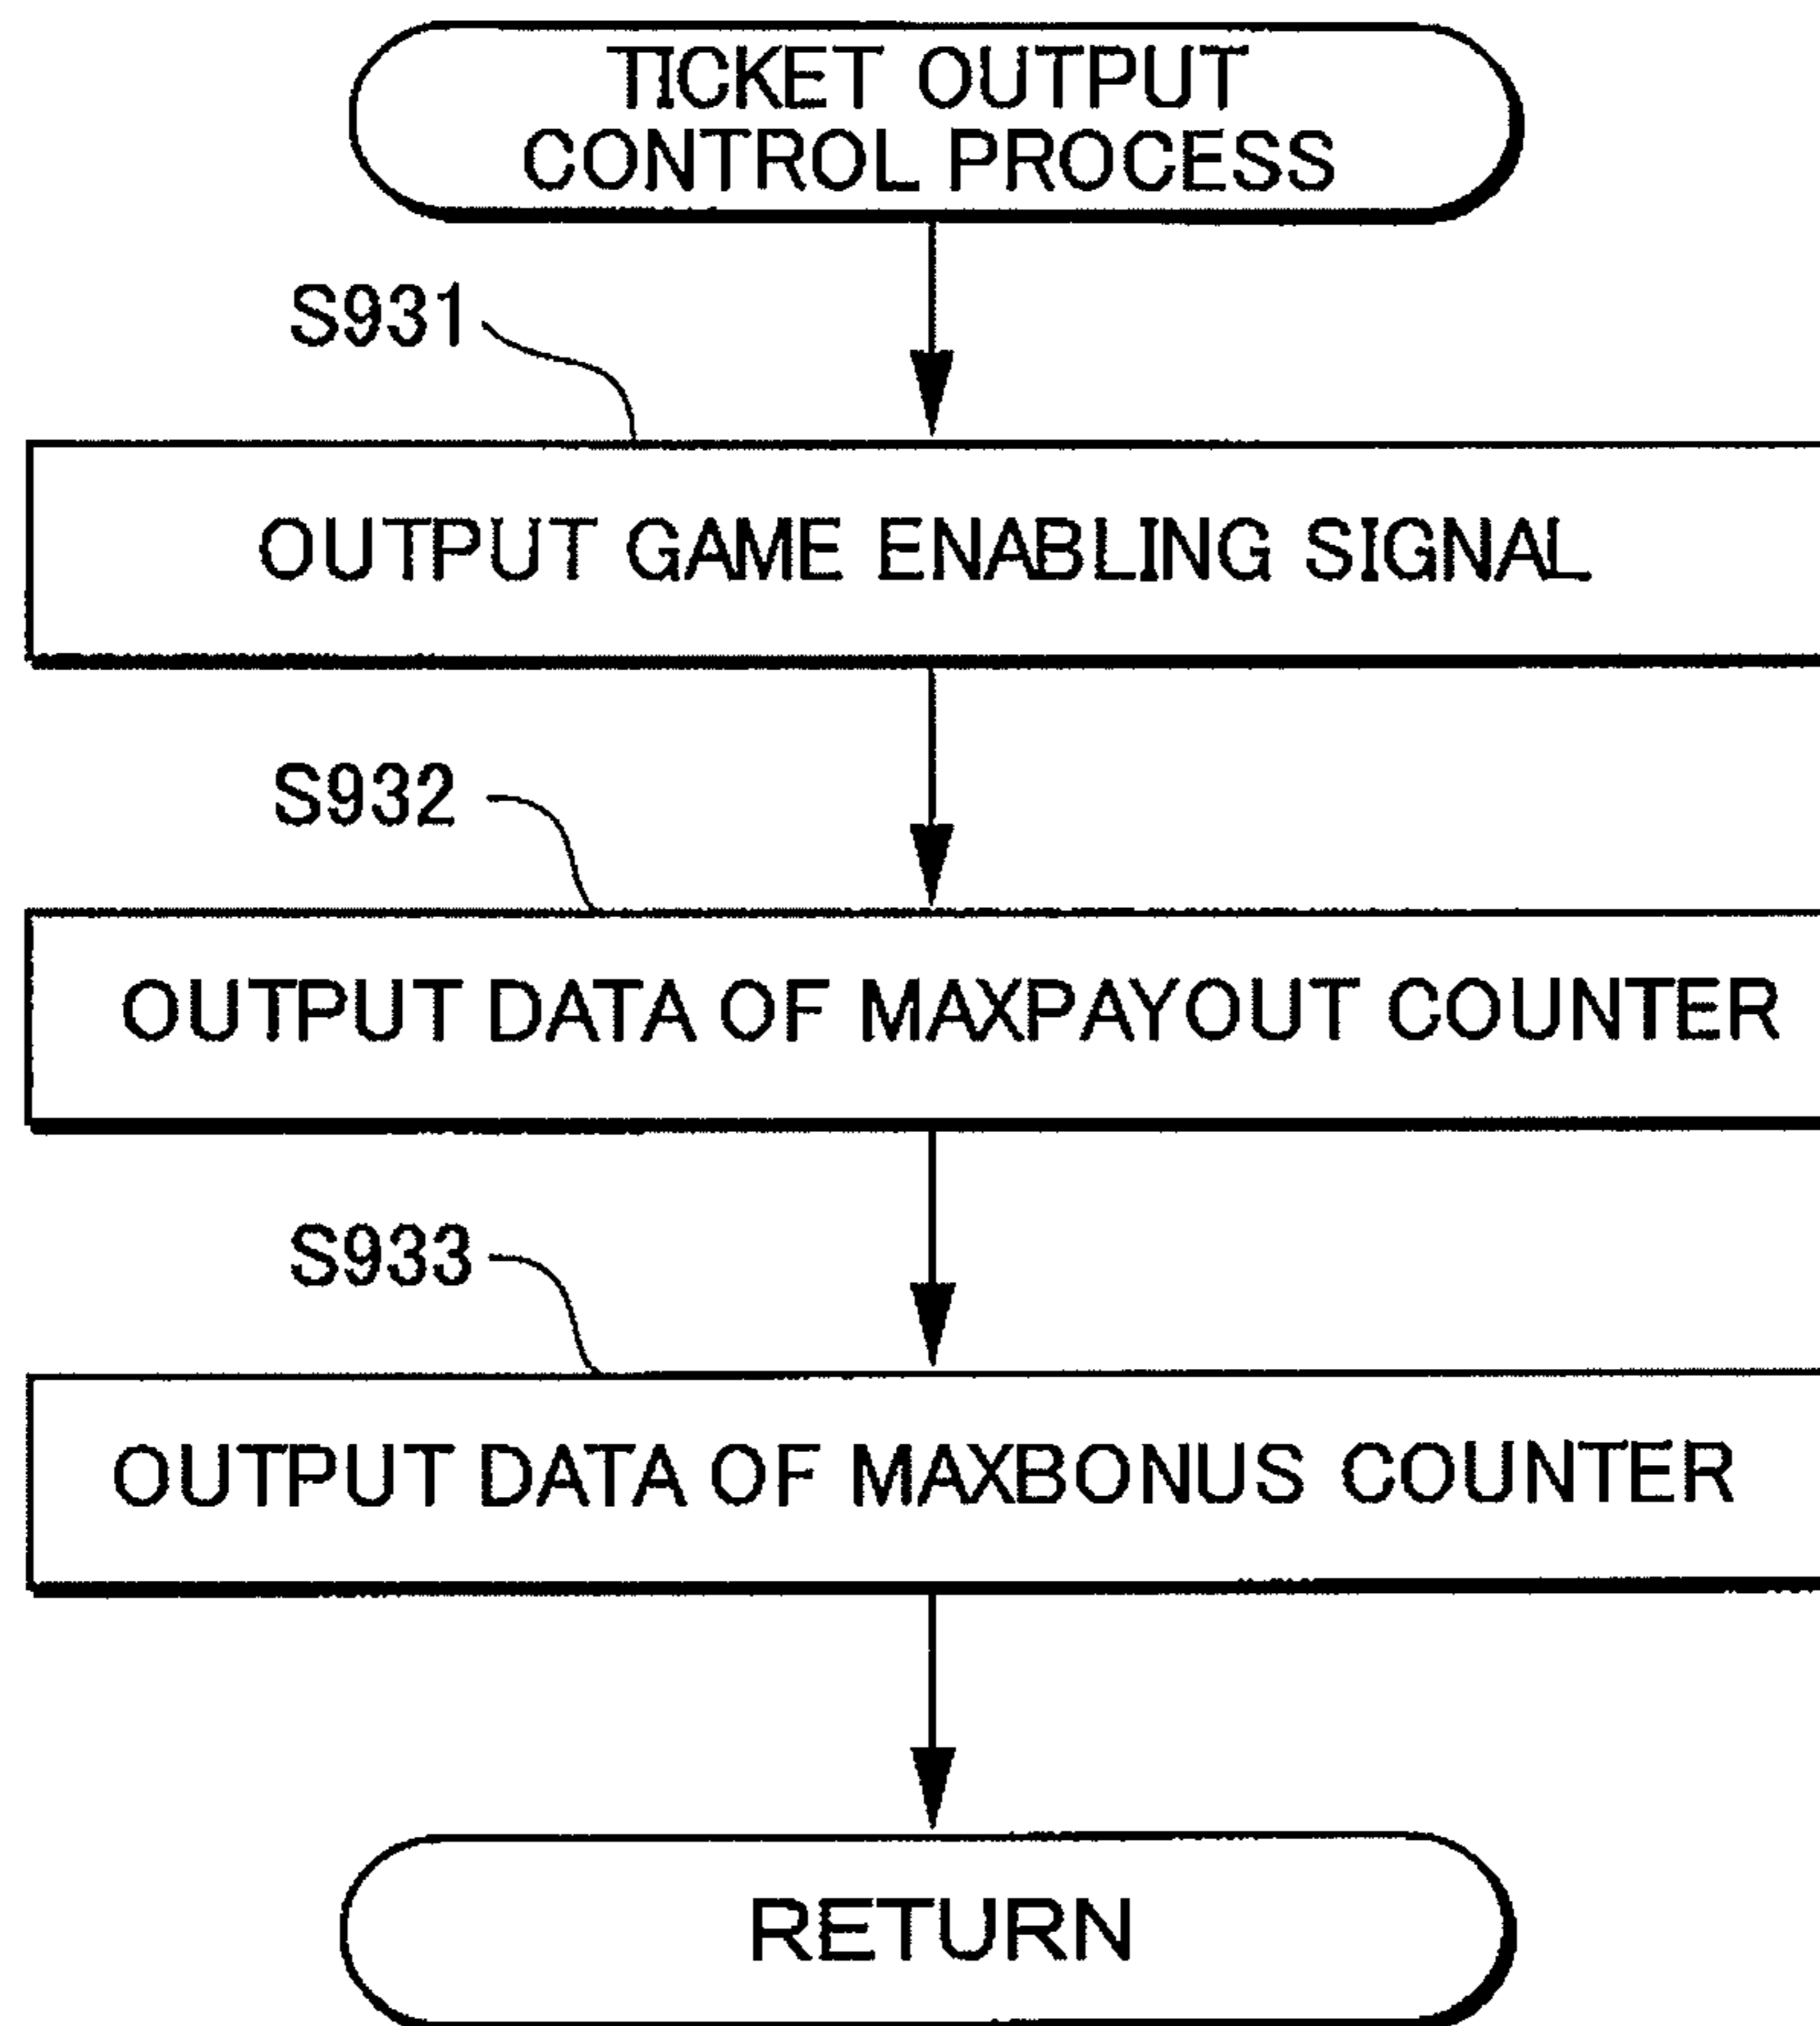 TICKET OUTPUT
CONTROL PROCESS
S931
OUTPUT GAME ENABLING SIGNAL
S932
OUTPUT DATA OF MAXPAYOUT COUNTER
S933
OUTPUT DATA OF MAXBONUS COUNTER
RETURN